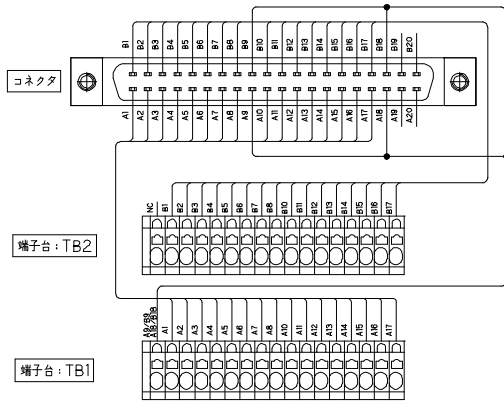 B1 B2 B3 B4 B5 B6 B7 B8 B9 B10 B11 B12 B13 B14 B15 B16 B17 B18 B19 B20
コネクタ
A1 A2 A3 A4 A5 A6 A7 A8 A9 A10 A11 A12 A13 A14 A15 A16 A17 A18 A19 A20
NC B1 B2 B3 B4 B5 B6 B7 B8 B10 B11 B12 B13 B14 B15 B16 B17
端子台:TB2
A9/B9
A18/B18
A1 A2 A3 A4 A5 A6 A7 A8 A10 A11 A12 A13 A14 A15 A16 A17
端子台:TB1